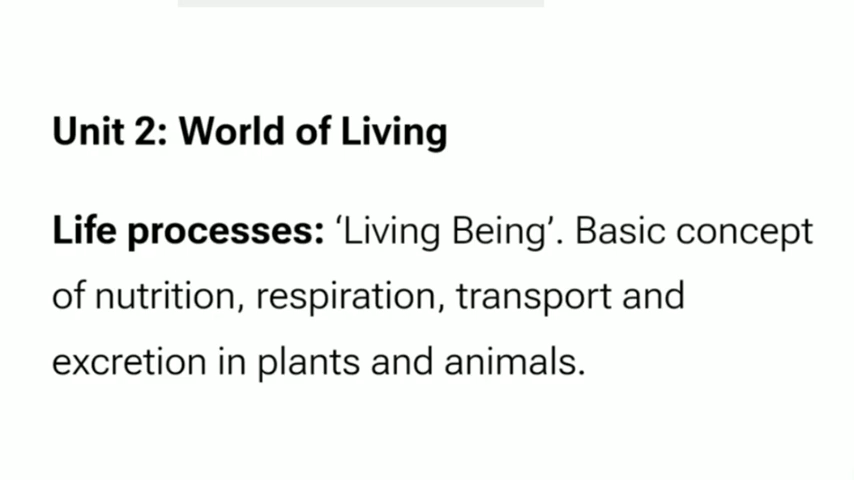 Unit 2: World of Living
Life processes: ‘Living Being’. Basic concept
of nutrition, respiration, transport and
excretion in plants and animals.